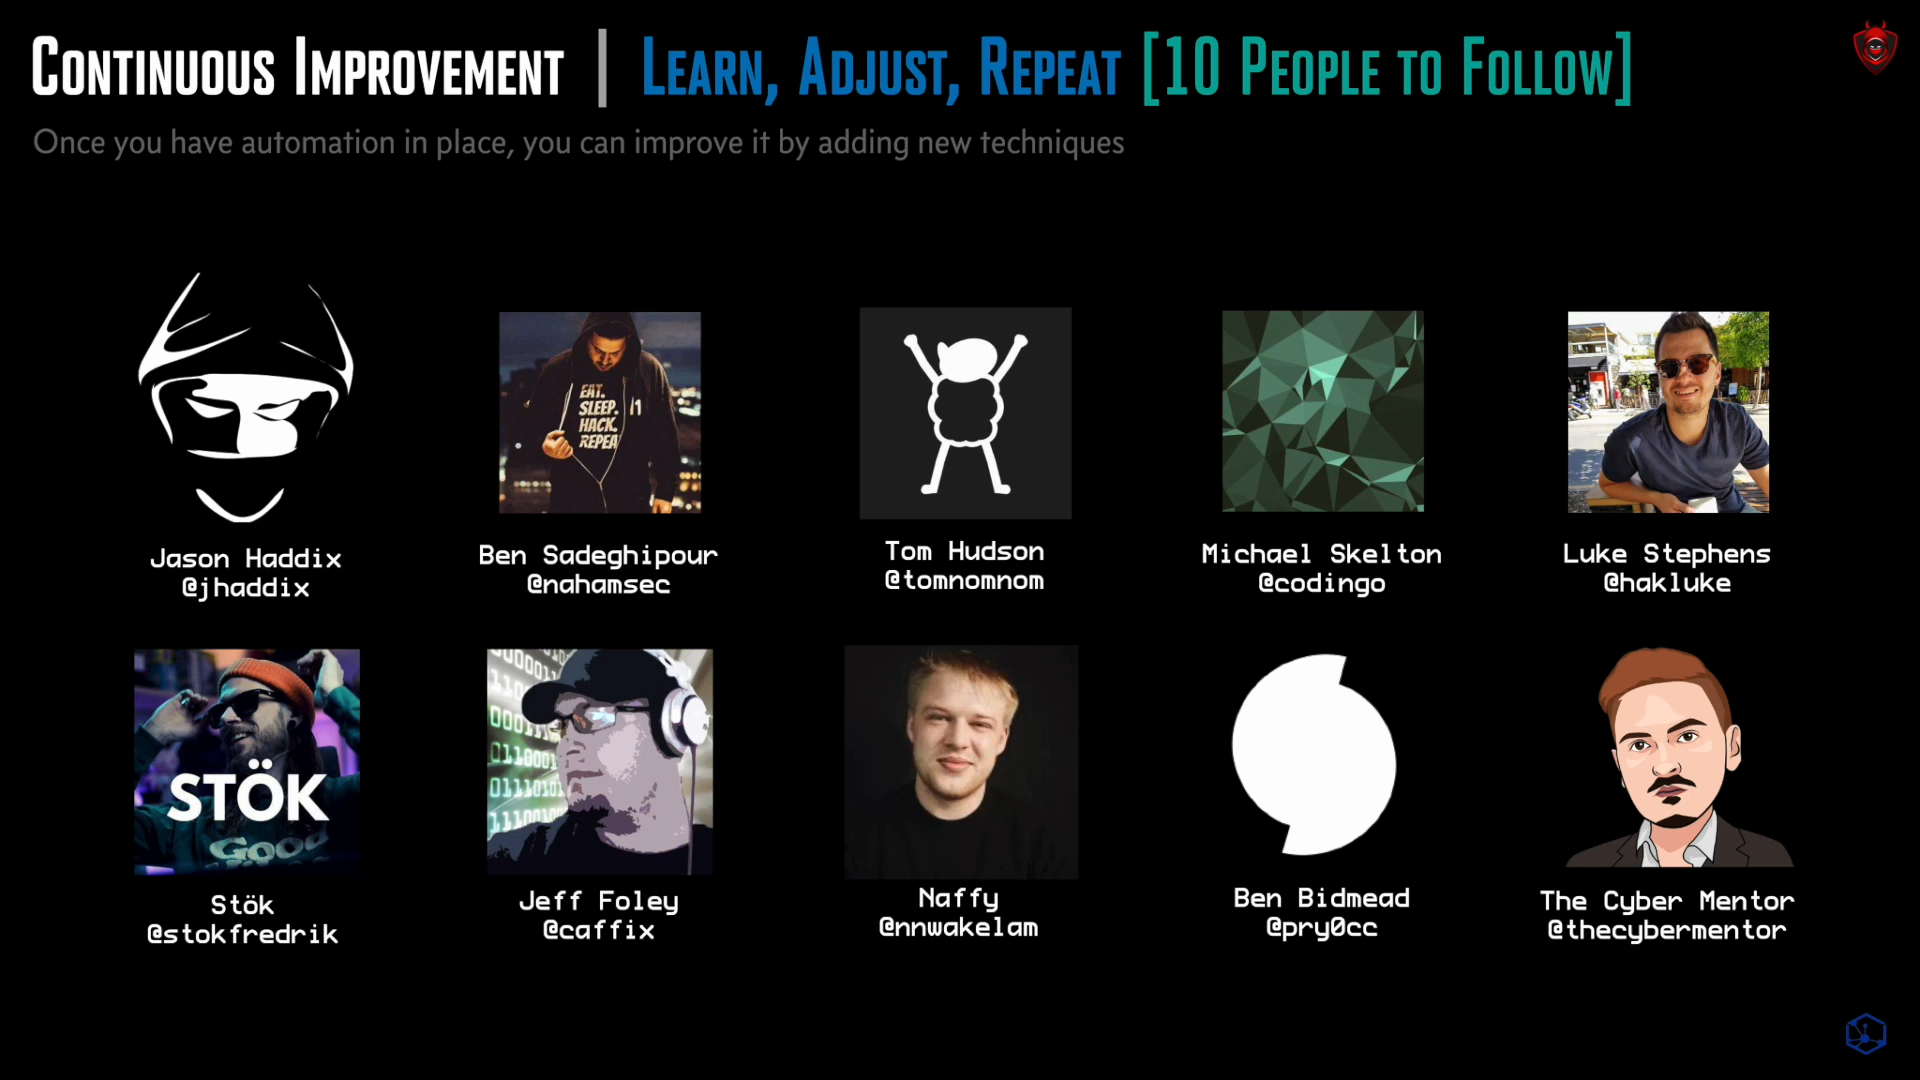 Continuous Improvement | Learn, Adjust, Repeat [10 People to Follow]
Once you have automation in place, you can improve it by adding new techniques
EAT.
SLEEP.
HACK.
REPEA
Jason Haddix
@jhaddix
Ben Sadeghipour
@nahamsec
Tom Hudson
@tomnomnom
Michael Skelton
@codingo
Luke Stephens
@hakluke
STÖK
GOOD
Stök
@stokfredrik
Jeff Foley
@caffix
Naffy
@nnwakelam
Ben Bidmead
@pry0cc
The Cyber Mentor
@thecybermentor